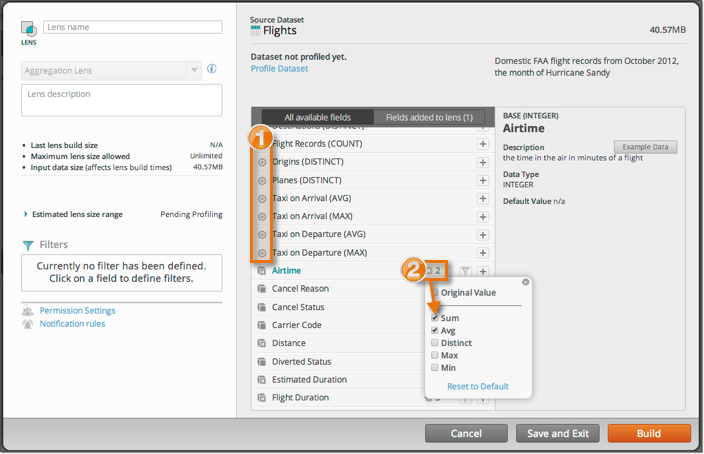 Lens name
LENS
Aggregation Lens
i
Lens description
Last lens build size N/A
Maximum lens size allowed Unlimited
Input data size (affects lens build times) 40.57MB
Estimated lens size range Pending Profiling
Filters
Currently no filter has been defined.
Click on a field to define filters.
Permission Settings
Notification rules
Source Dataset
Flights
40.57MB
Dataset not profiled yet.
Profile Dataset
Domestic FAA flight records from October 2012,
the month of Hurricane Sandy
All available fields
Fields added to lens (1)
1
Destinations (DISTINCT)
Flight Records (COUNT)
Origins (DISTINCT)
Planes (DISTINCT)
Taxi on Arrival (AVG)
Taxi on Arrival (MAX)
Taxi on Departure (AVG)
Taxi on Departure (MAX)
2
Airtime 2
Cancel Reason
Cancel Status
Carrier Code
Distance
Diverted Status
Estimated Duration
Flight Duration
Original Value
Sum
Avg
Distinct
Max
Min
Reset to Default
BASE (INTEGER)
Airtime
Description
Example Data
the time in the air in minutes of a flight
Data Type
INTEGER
Default Value n/a
Cancel
Save and Exit
Build